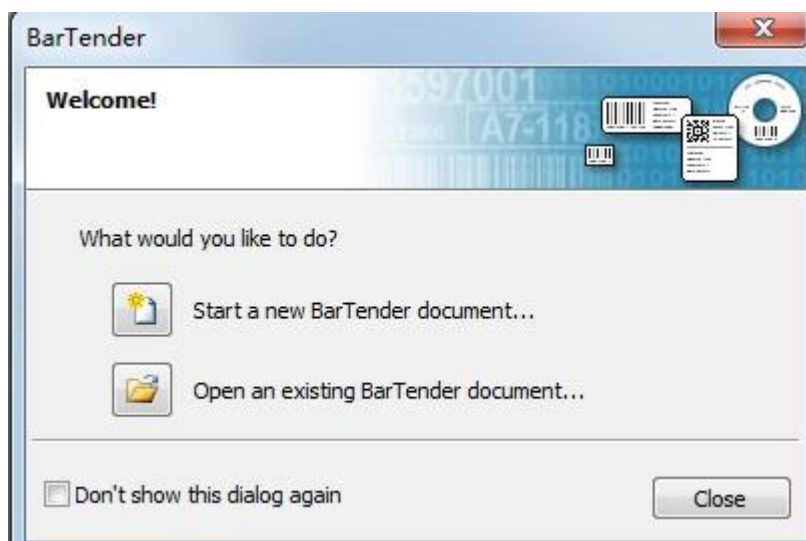 BarTender
Welcome!
3597001
A7-118
What would you like to do?
Start a new BarTender document...
Open an existing BarTender document...
Don't show this dialog again
Close